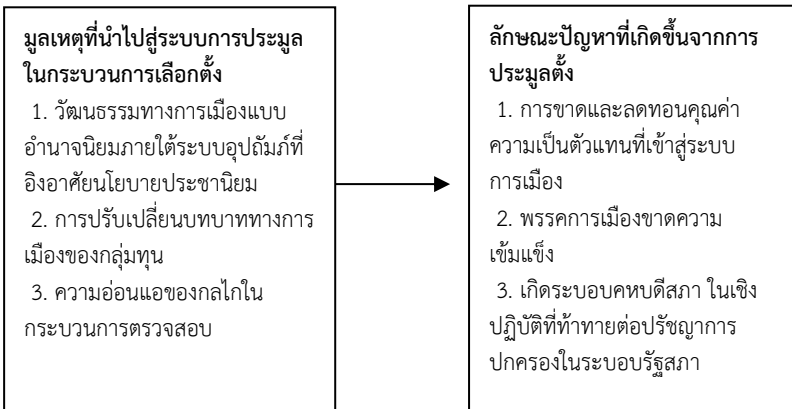 มูลเหตุที่นำไปสู่ระบบการประมูล
ในกระบวนการเลือกตั้ง
1. วัฒนธรรมทางการเมืองแบบ
อำนาจนิยมภายใต้ระบบอุปถัมภ์ที่
อิงอาศัยนโยบายประชานิยม
2. การปรับเปลี่ยนบทบาททางการ
เมืองของกลุ่มทุน
3. ความอ่อนแอของกลไกใน
กระบวนการตรวจสอบ
ลักษณะปัญหาที่เกิดขึ้นจากการ
ประมูลตั้ง
1. การขาดและลดทอนคุณค่า
ความเป็นตัวแทนที่เข้าสู่ระบบ
การเมือง
2. พรรคการเมืองขาดความ
เข้มแข็ง
3. เกิดระบอบคหบดีสภา ในเชิง
ปฏิบัติที่ท้าทายต่อปรัชญาการ
ปกครองในระบอบรัฐสภา